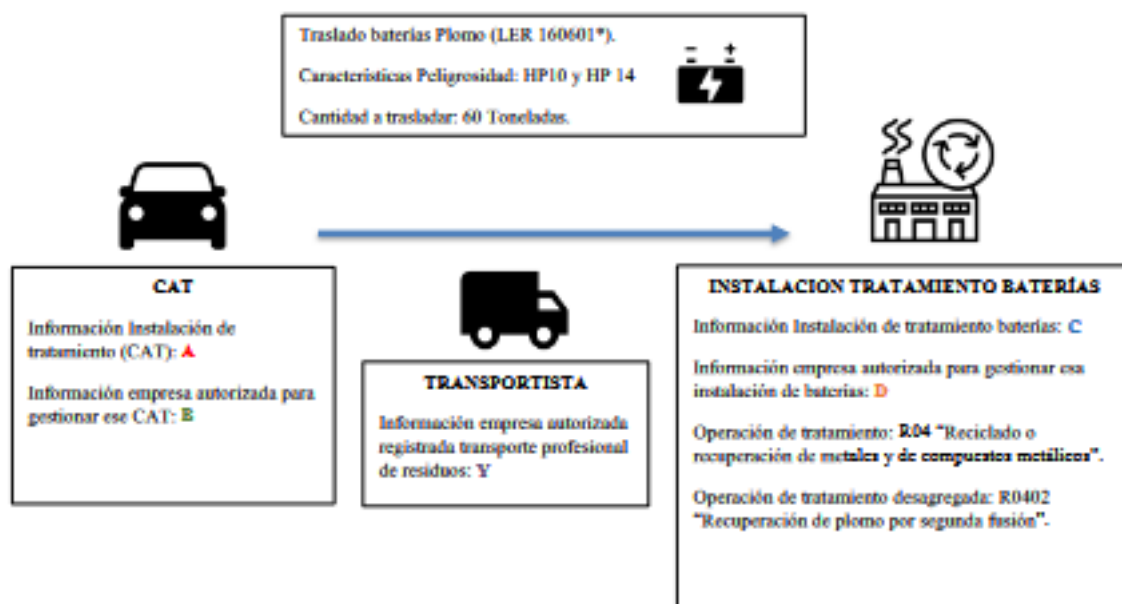 Traslado baterías Plomo (LER 160601*).
Características Peligrosidad: HP10 y HP 14
Cantidad a trasladar: 60 Toneladas.
CAT
Información Instalación de
tratamiento (CAT): A
Información empresa autorizada para
gestionar ese CAT: B
TRANSPORTISTA
Información empresa autorizada
registrada transporte profesional
de residuos: Y
INSTALACION TRATAMIENTO BATERÍAS
Información Instalación de tratamiento baterías: C
Información empresa autorizada para gestionar esa
instalación de baterías: D
Operación de tratamiento: R04 “Reciclado o
recuperación de metales y de compuestos metálicos”.
Operación de tratamiento desagregada: R0402
“Recuperación de plomo por segunda fusión”.